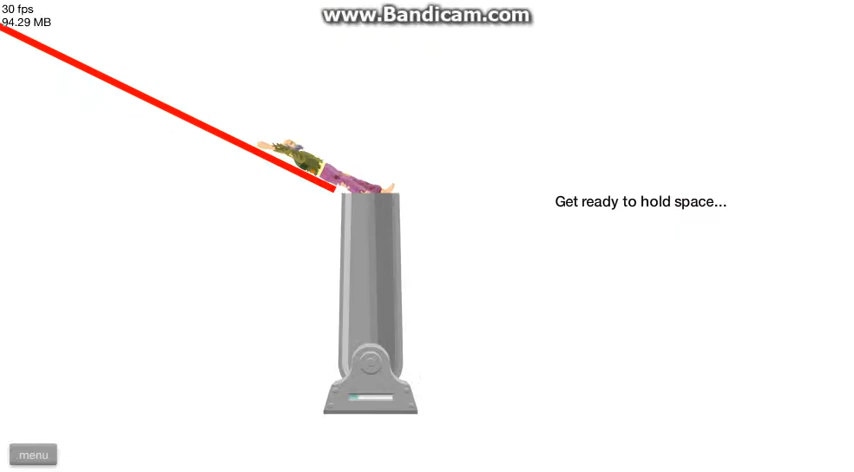 30 fps
www.Bandicam.com
94.29 MB
Get ready to hold space...
menu